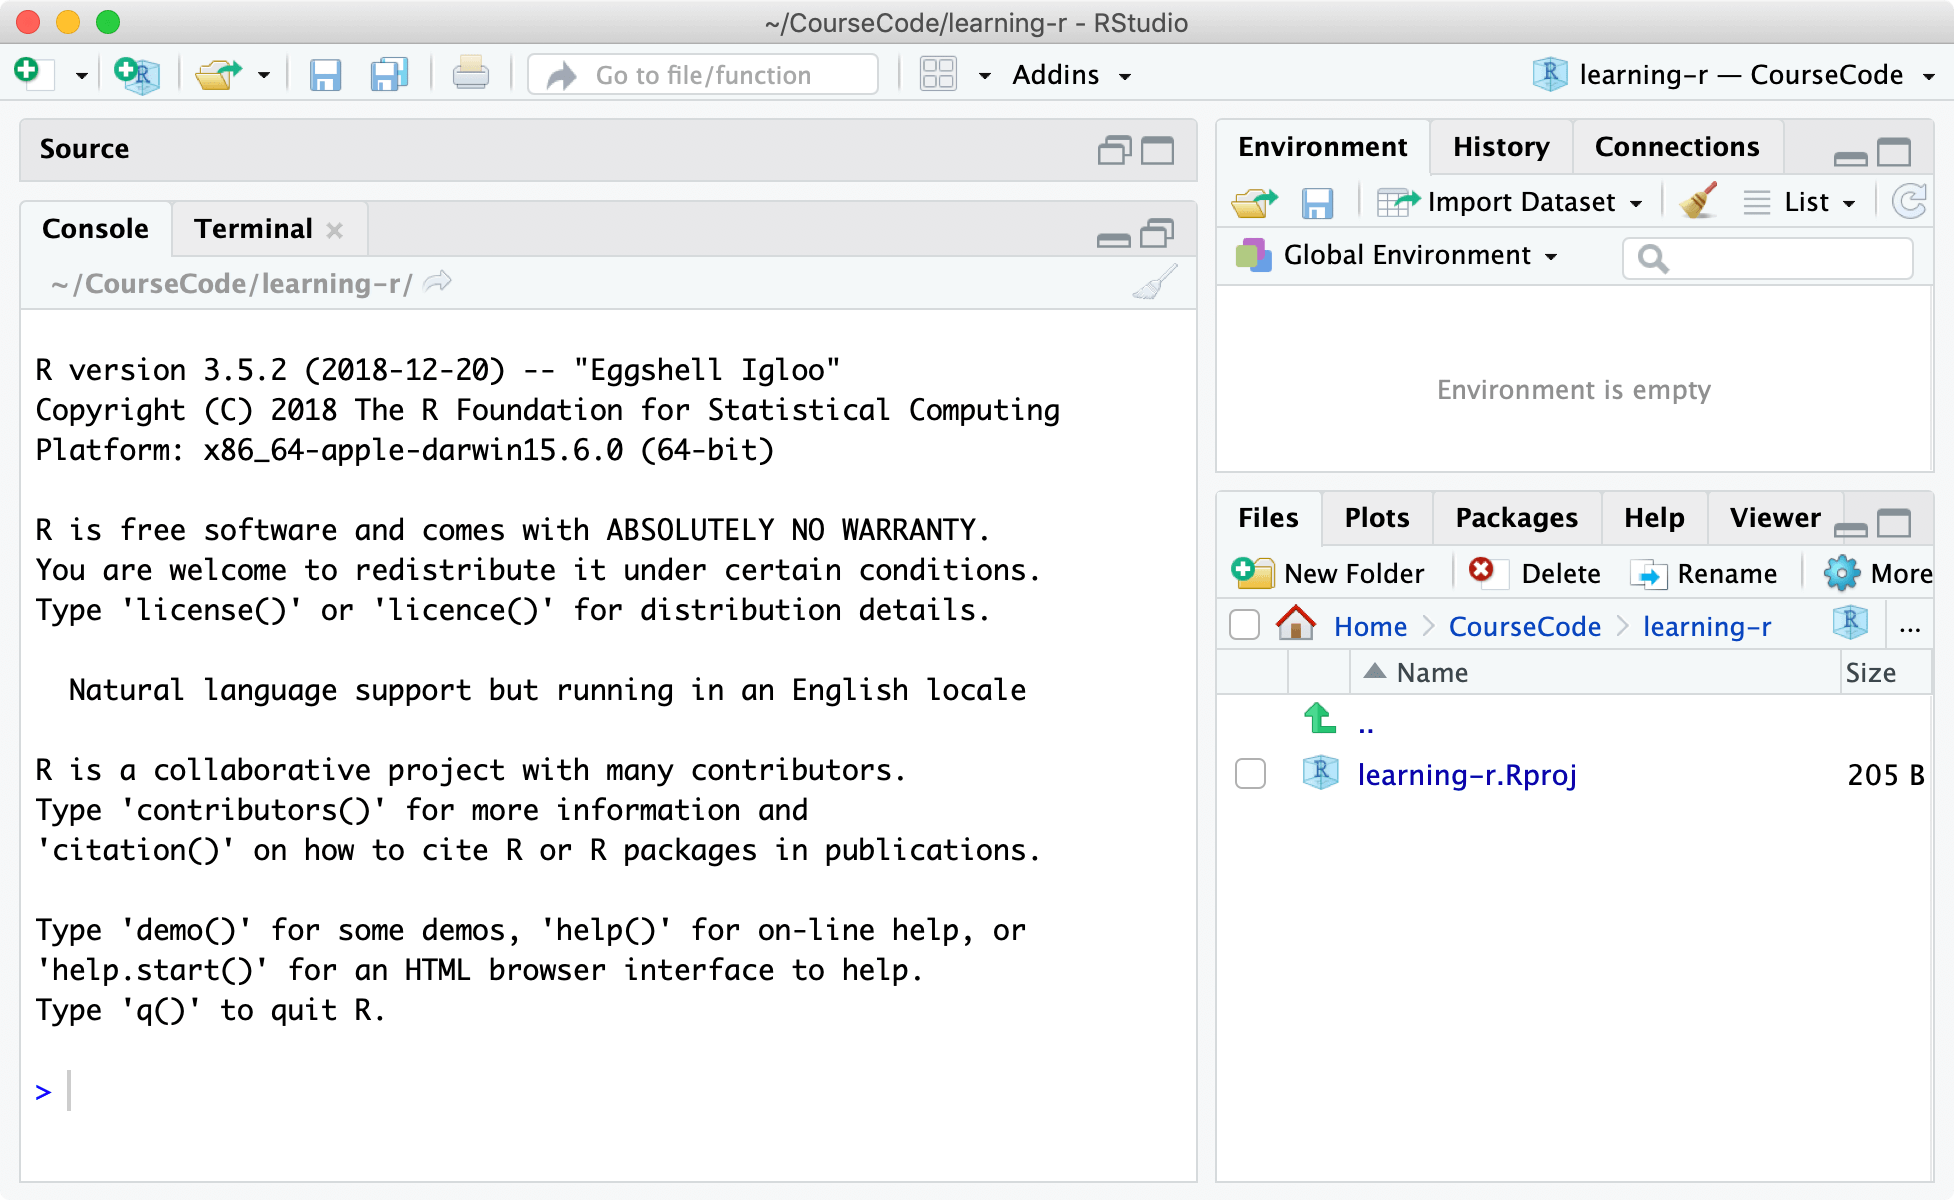 ~/CourseCode/learning-r - RStudio
Go to file/function
Addins
learning-r — CourseCode
Source
Console Terminal
~/CourseCode/learning-r/
R version 3.5.2 (2018-12-20) -- "Eggshell Igloo"
Copyright (C) 2018 The R Foundation for Statistical Computing
Platform: x86_64-apple-darwin15.6.0 (64-bit)
R is free software and comes with ABSOLUTELY NO WARRANTY.
You are welcome to redistribute it under certain conditions.
Type 'license()' or 'licence()' for distribution details.
Natural language support but running in an English locale
R is a collaborative project with many contributors.
Type 'contributors()' for more information and
'citation()' on how to cite R or R packages in publications.
Type 'demo()' for some demos, 'help()' for on-line help, or
'help.start()' for an HTML browser interface to help.
Type 'q()' to quit R.
>
Environment History Connections
Import Dataset List
Global Environment
Environment is empty
Files Plots Packages Help Viewer
New Folder Delete Rename More
Home CourseCode learning-r ...
Name Size
..
learning-r.Rproj 205 B